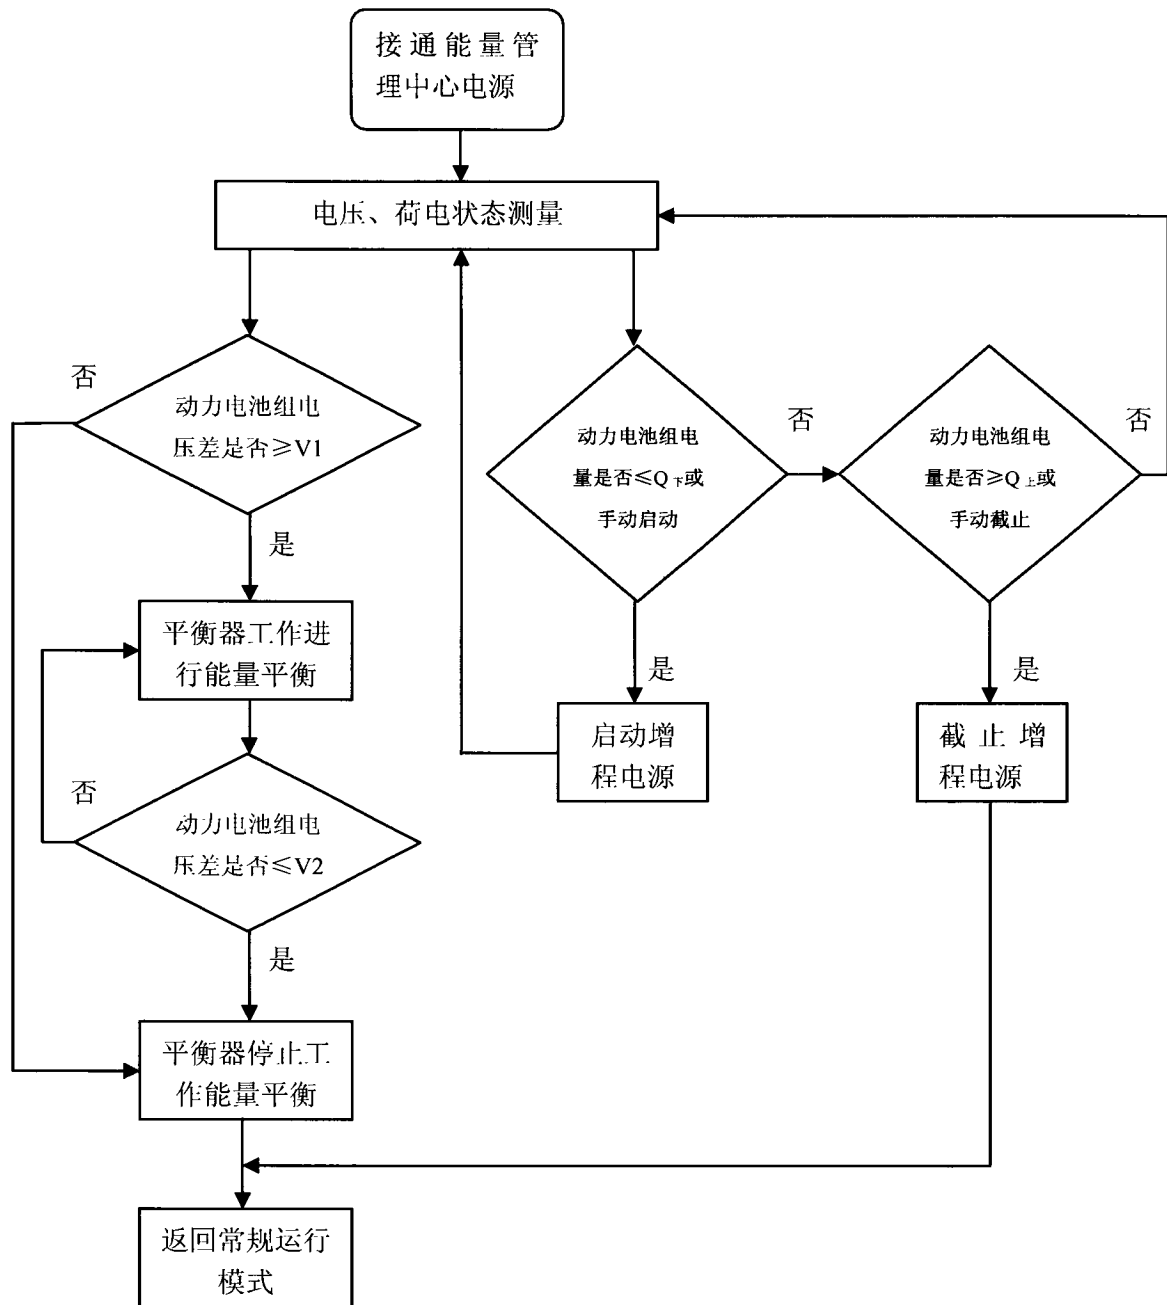 接通能量管
理中心电源
电压、荷电状态测量
否
动力电池组电
压差是否≥V1
是
动力电池组电
量是否≤Q下或
手动启动
否
动力电池组电
量是否≥Q上或
手动截止
否
平衡器工作进
行能量平衡
是
启动增
程电源
是
截止增
程电源
否
动力电池组电
压差是否≤V2
是
平衡器停止工
作能量平衡
返回常规运行
模式